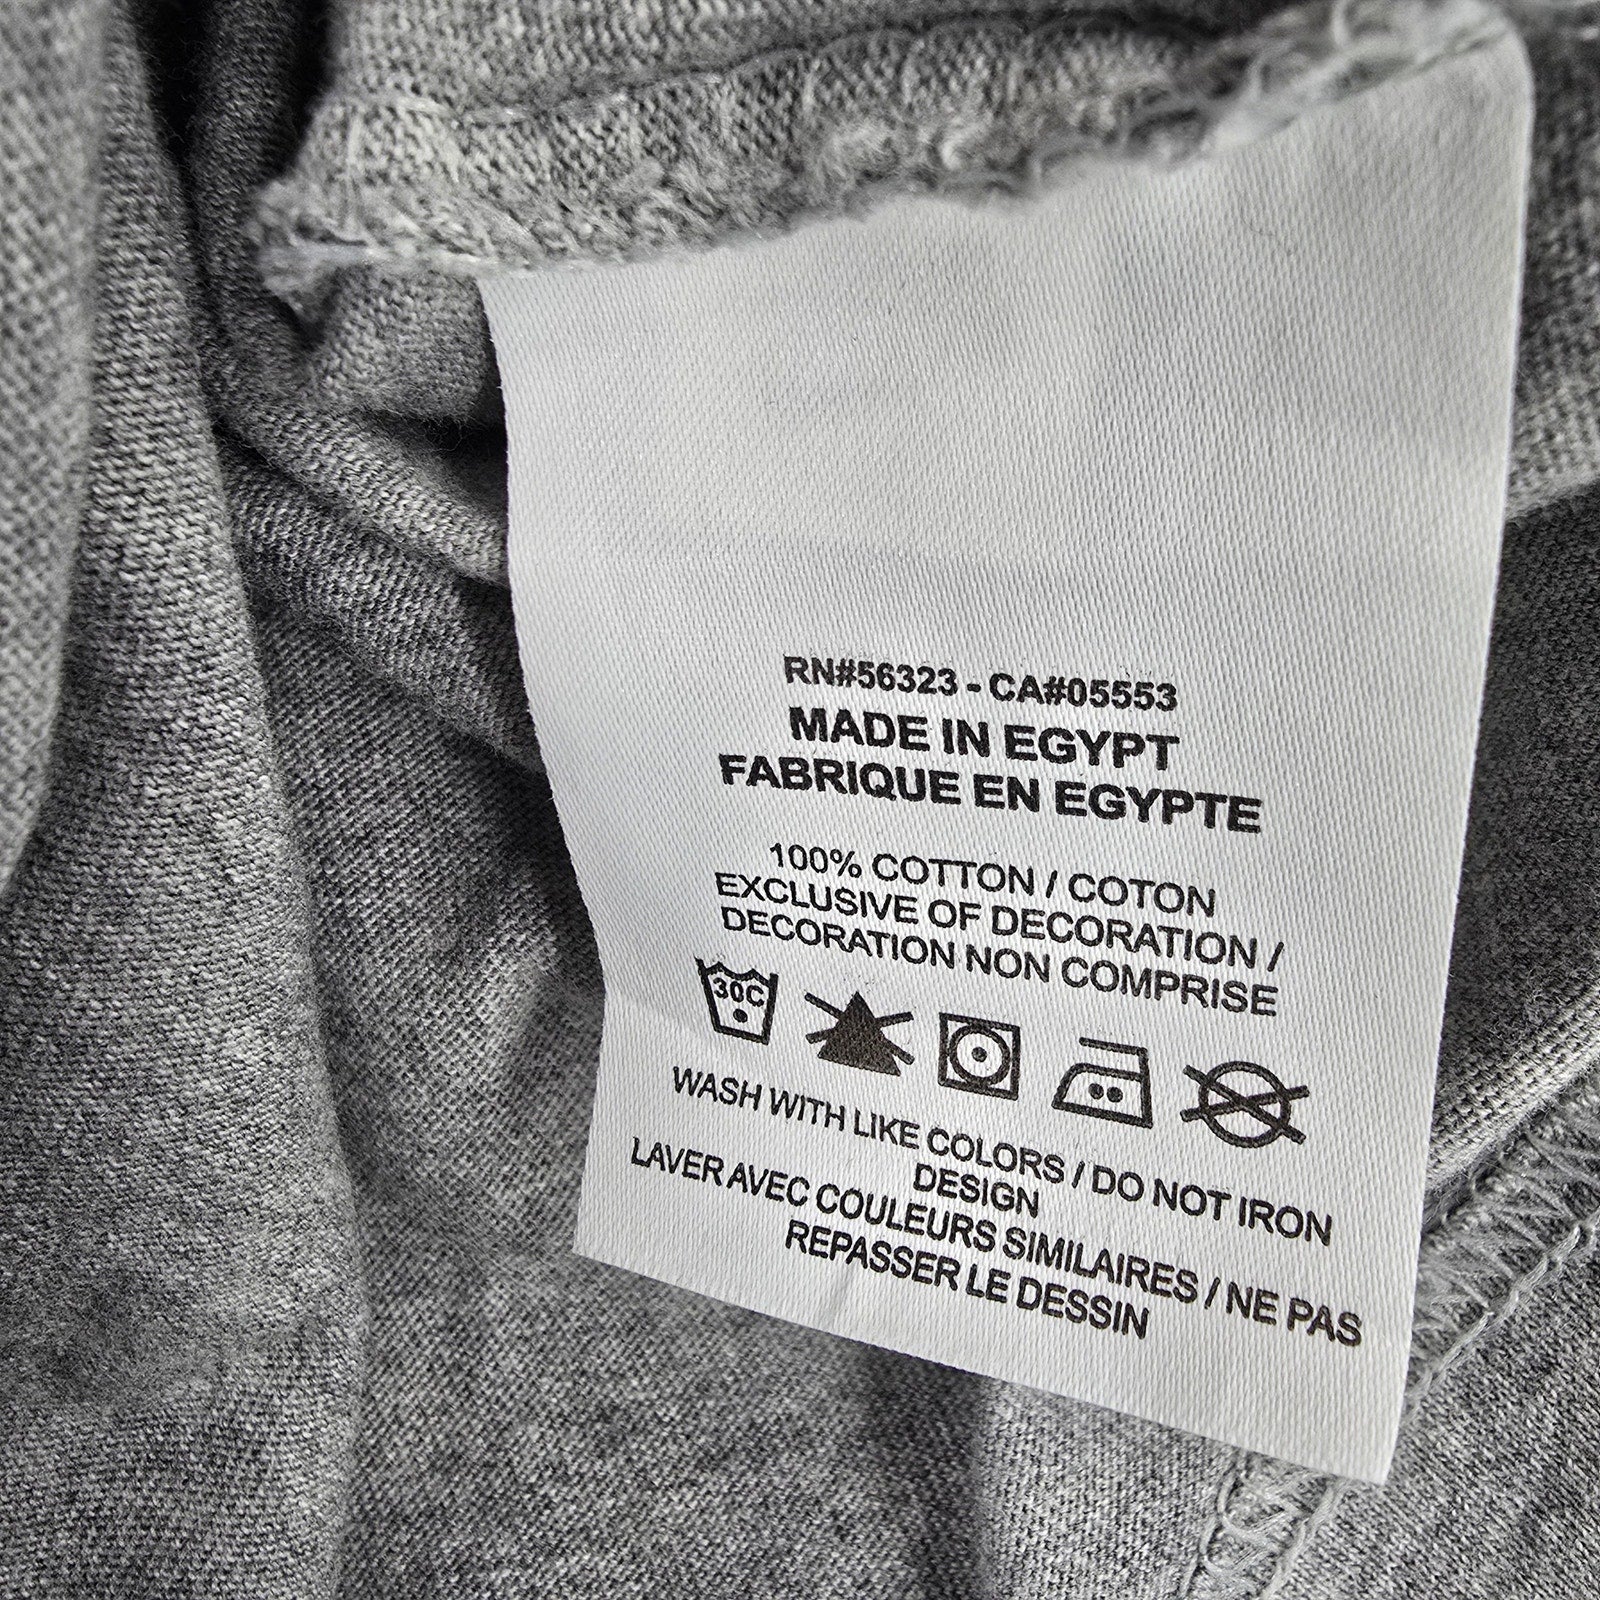 RN#56323 - CA#05553
MADE IN EGYPT
FABRIQUE EN EGYPTE
100% COTTON / COTON
EXCLUSIVE OF DECORATION /
DECORATION NON COMPRISE
30C
WASH WITH LIKE COLORS / DO NOT IRON
DESIGN
LAVER AVEC COULEURS SIMILAIRES / NE PAS
REPASSER LE DESSIN